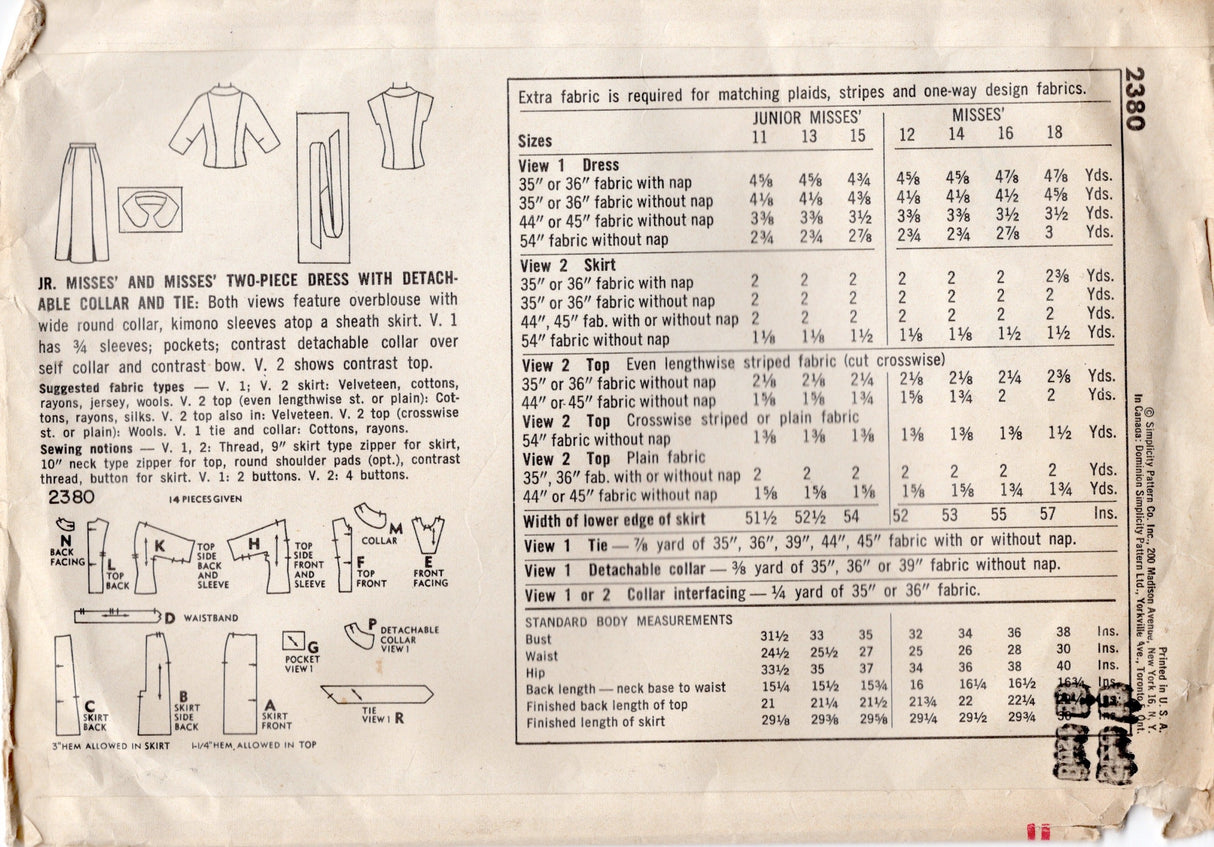 JR. MISSES' AND MISSES' TWO-PIECE DRESS WITH DETACH-
ABLE COLLAR AND TIE: Both views feature overblouse with
wide round collar, kimono sleeves atop a sheath skirt. V. 1
has ¾ sleeves; pockets; contrast detachable collar over
self collar and contrast bow. V. 2 shows contrast top.
Suggested fabric types — V. 1; V. 2 skirt: Velveteen, cottons,
rayons, jersey, wools. V. 2 top (even lengthwise st. or plain): Cot-
tons, rayons, silks. V. 2 top also in: Velveteen. V. 2 top (crosswise
st. or plain): Wools. V. 1 tie and collar: Cottons, rayons.
Sewing notions — V. 1, 2: Thread, 9" skirt type zipper for skirt,
10" neck type zipper for top, round shoulder pads (opt.), contrast
thread, button for skirt. V. 1: 2 buttons. V. 2: 4 buttons.
2380 14 PIECES GIVEN
N BACK FACING
L TOP BACK
K TOP SIDE BACK AND SLEEVE
H TOP SIDE FRONT AND SLEEVE
F TOP FRONT
M COLLAR
E FRONT FACING
D WAISTBAND
P DETACHABLE COLLAR VIEW 1
G POCKET VIEW 1
C SKIRT BACK
B SKIRT SIDE BACK
A SKIRT FRONT
TIE VIEW 1 R
3" HEM ALLOWED IN SKIRT 1-1/4" HEM ALLOWED IN TOP
Extra fabric is required for matching plaids, stripes and one-way design fabrics.
JUNIOR MISSES' MISSES'
Sizes 11 13 15 12 14 16 18
View 1 Dress
35" or 36" fabric with nap 4⅝ 4⅝ 4¾ 4⅝ 4⅝ 4⅞ 4⅞ Yds.
35" or 36" fabric without nap 4⅛ 4⅛ 4⅜ 4⅛ 4⅛ 4½ 4⅝ Yds.
44" or 45" fabric without nap 3⅜ 3⅜ 3½ 3⅜ 3⅜ 3½ 3½ Yds.
54" fabric without nap 2¾ 2¾ 2⅞ 2¾ 2¾ 2⅞ 3 Yds.
View 2 Skirt
35" or 36" fabric with nap 2 2 2 2 2 2 2⅜ Yds.
35" or 36" fabric without nap 2 2 2 2 2 2 2 Yds.
44", 45" fab. with or without nap 2 2 2 2 2 2 2 Yds.
54" fabric without nap 1⅛ 1⅛ 1½ 1⅛ 1⅛ 1½ 1½ Yds.
View 2 Top Even lengthwise striped fabric (cut crosswise)
35" or 36" fabric without nap 2⅛ 2⅛ 2¼ 2⅛ 2⅛ 2¼ 2⅜ Yds.
44" or 45" fabric without nap 1⅝ 1⅝ 1¾ 1⅝ 1¾ 2 2 Yds.
View 2 Top Crosswise striped or plain fabric
54" fabric without nap 1⅜ 1⅜ 1⅜ 1⅜ 1⅜ 1⅜ 1½ Yds.
View 2 Top Plain fabric
35", 36" fab. with or without nap 2 2 2 2 2 2 2 Yds.
44" or 45" fabric without nap 1⅝ 1⅝ 1⅝ 1⅝ 1⅝ 1¾ 1¾ Yds.
Width of lower edge of skirt 51½ 52½ 54 52 53 55 57 Ins.
View 1 Tie — ⅞ yard of 35", 36", 39", 44", 45" fabric with or without nap.
View 1 Detachable collar — ⅜ yard of 35", 36" or 39" fabric without nap.
View 1 or 2 Collar interfacing — ¼ yard of 35" or 36" fabric.
STANDARD BODY MEASUREMENTS
Bust 31½ 33 35 32 34 36 38 Ins.
Waist 24½ 25½ 27 25 26 28 30 Ins.
Hip 33½ 35 37 34 36 38 40 Ins.
Back length — neck base to waist 15¼ 15½ 15¾ 16 16¼ 16½ 16¾ Ins.
Finished back length of top 21 21¼ 21½ 21¾ 22 22¼
Finished length of skirt 29⅛ 29⅜ 29⅝ 29¼ 29½ 29¾
2380
© Simplicity Pattern Co. Inc., 200 Madison Avenue, New York 16, N. Y.
In Canada: Dominion Simplicity Pattern Ltd., Yorkville Ave., Toronto, Ont.
Printed in U. S. A.